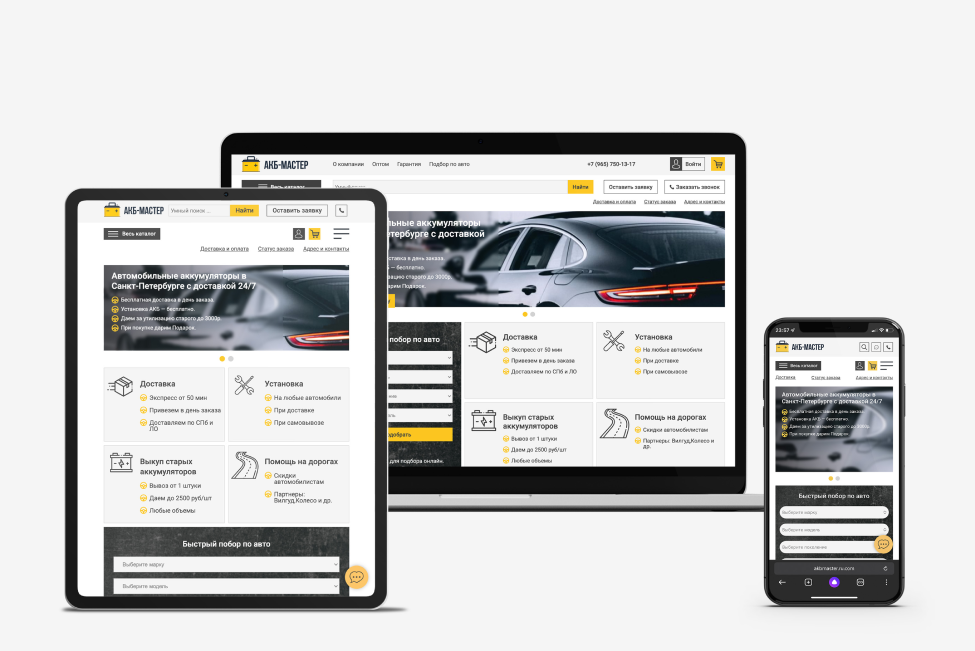 АКБ-МАСТЕР
О компании Оптом Гарантия Подбор по авто
+7 (965) 750-13-17
Войти
Весь каталог
Умный поиск
Найти
Оставить заявку
Заказать звонок
Доставка и оплата Статус заказа Адрес и контакты
льные аккумуляторы
тербурге с доставкой
ставка в день заказа.
— бесплатно.
зацию старого до 3000р.
дарим Подарок.
побор по авто
одобрать
для подбора онлайн.
Доставка
Экспресс от 50 мин
Привезем в день заказа
Доставляем по СПб и ЛО
Установка
На любые автомобили
При доставке
При самовывозе
Выкуп старых
аккумуляторов
Вывоз от 1 штуки
Даем до 2500 руб/шт
Любые объемы
Помощь на дорогах
Скидки автомобилистам
Партнеры: Вилгуд,Колесо и
др.
АКБ-МАСТЕР
Умный поиск ...
Найти
Оставить заявку
Весь каталог
Доставка и оплата Статус заказа Адрес и контакты
Автомобильные аккумуляторы в
Санкт-Петербурге с доставкой 24/7
Бесплатная доставка в день заказа.
Установка АКБ — бесплатно.
Даем за утилизацию старого до 3000р.
При покупке дарим Подарок.
Доставка
Экспресс от 50 мин
Привезем в день заказа
Доставляем по СПб и
ЛО
Установка
На любые автомобили
При доставке
При самовывозе
Выкуп старых
аккумуляторов
Вывоз от 1 штуки
Даем до 2500 руб/шт
Любые объемы
Помощь на дорогах
Скидки
автомобилистам
Партнеры:
Вилгуд,Колесо и др.
Быстрый побор по авто
Выберите марку
Выберите модель
23:57
АКБ-МАСТЕР
Весь каталог
Доставка Статус заказа Адрес и контакты
Автомобильные аккумуляторы в
Санкт-Петербурге с доставкой 24/7
Бесплатная доставка в день заказа.
Установка АКБ — бесплатно.
Даем за утилизацию старого до 3000р.
При покупке дарим Подарок.
Быстрый побор по авто
Выберите марку
Выберите модель
Выберите поколение
akbmaster.ru.com